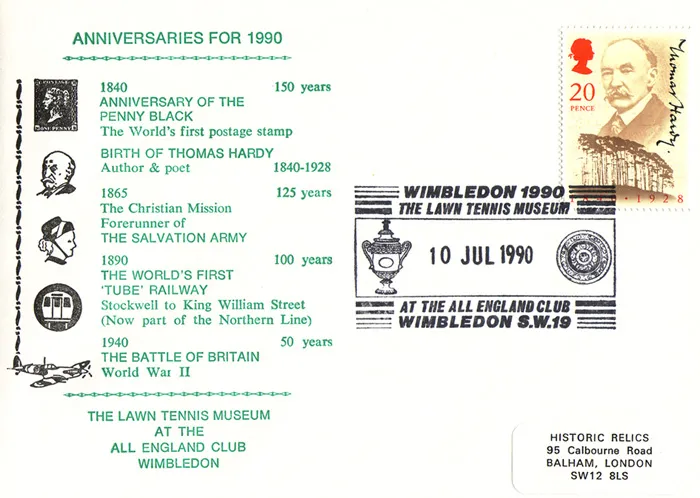 ANNIVERSARIES FOR 1990
POSTAGE
ONE PENNY
1840 150 years
ANNIVERSARY OF THE
PENNY BLACK
The World's first postage stamp
BIRTH OF THOMAS HARDY
Author & poet 1840-1928
1865 125 years
The Christian Mission
Forerunner of
THE SALVATION ARMY
1890 100 years
THE WORLD'S FIRST
'TUBE' RAILWAY
Stockwell to King William Street
(Now part of the Northern Line)
1940 50 years
THE BATTLE OF BRITAIN
World War II
THE LAWN TENNIS MUSEUM
AT THE
ALL ENGLAND CLUB
WIMBLEDON
20
PENCE
Thomas Hardy.
1840 · 1928
WIMBLEDON 1990
THE LAWN TENNIS MUSEUM
10 JUL 1990
AT THE ALL ENGLAND CLUB
WIMBLEDON S.W.19
HISTORIC RELICS
95 Calbourne Road
BALHAM, LONDON
SW12 8LS